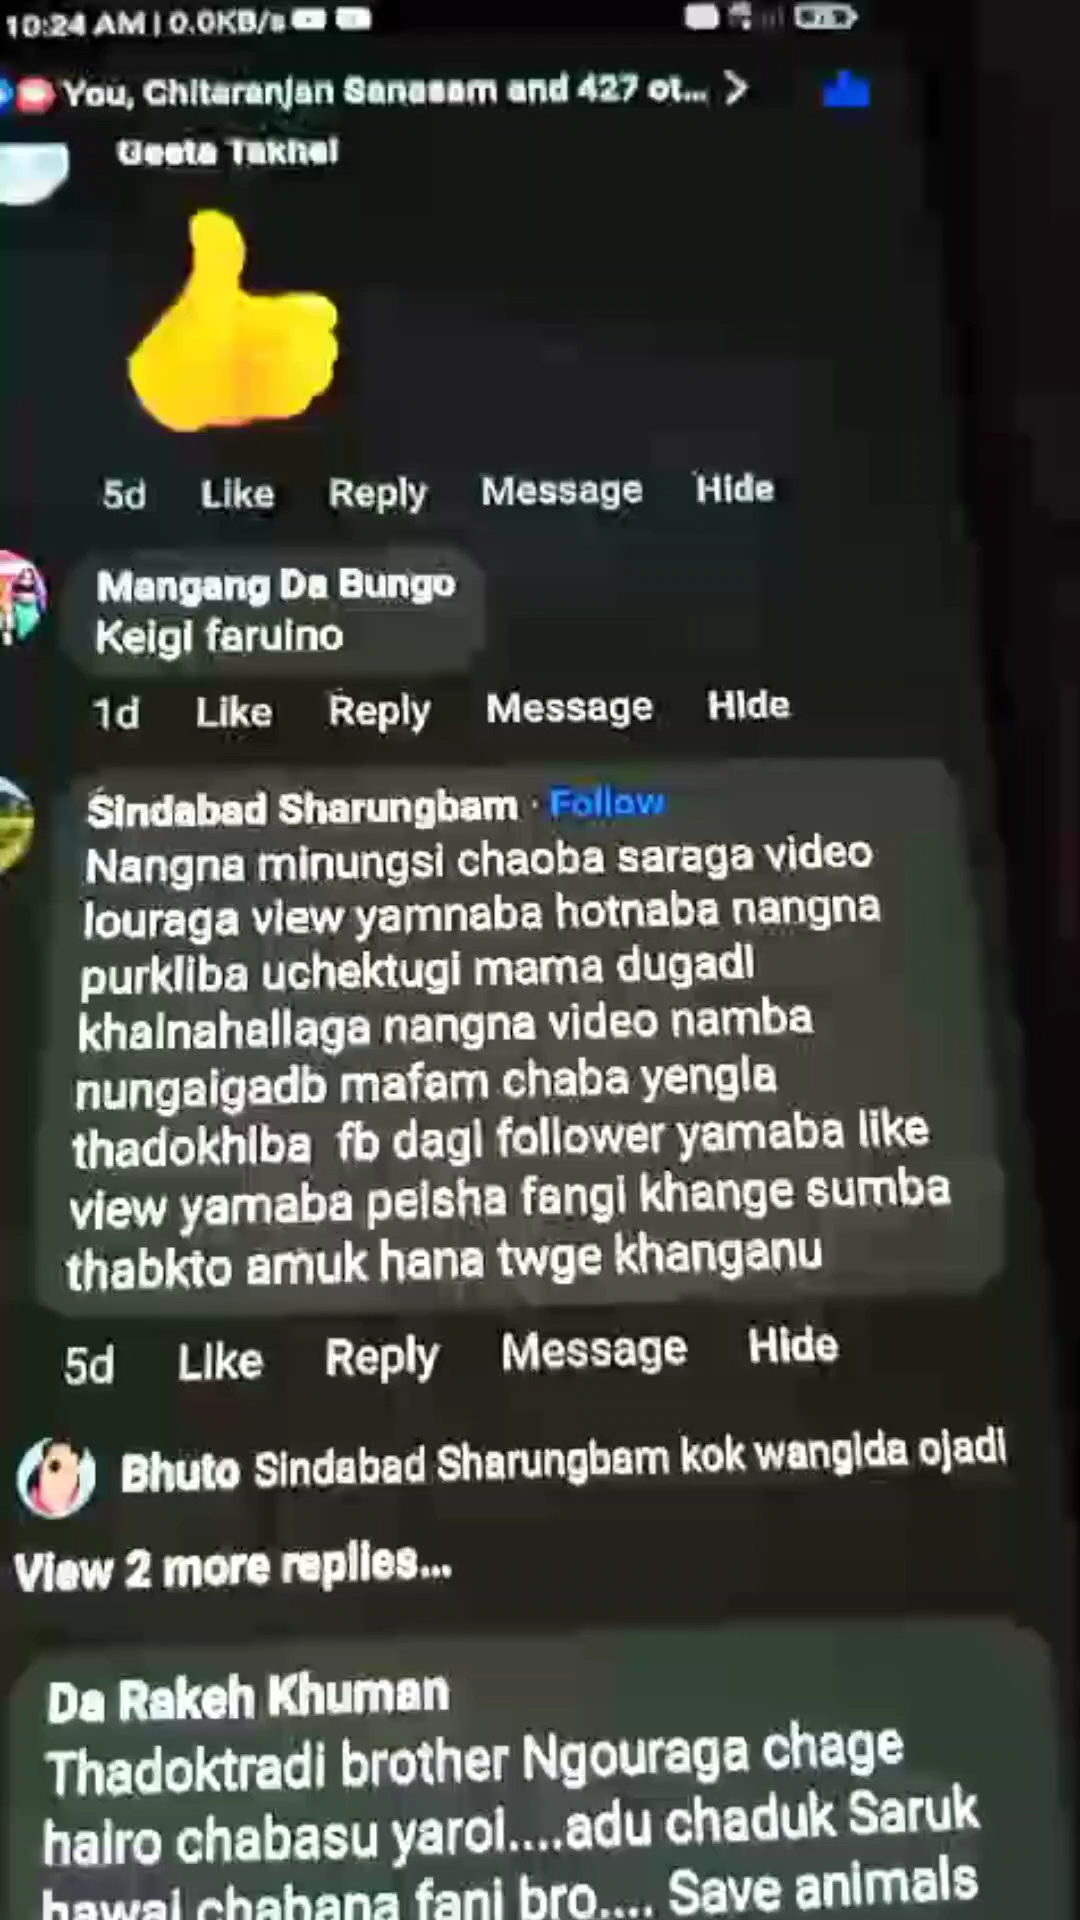 10:24 AM | 0.0KB/s
You, Chitaranjan Sanasam and 427 ot...
Geeta Takhel
5d Like Reply Message Hide
Mangang Da Bungo
Keigi faruino
1d Like Reply Message Hide
Sindabad Sharungbam · Follow
Nangna minungsi chaoba saraga video
louraga view yamnaba hotnaba nangna
purkliba uchektugi mama dugadi
khainahallaga nangna video namba
nungaigadb mafam chaba yengla
thadokhiba fb dagi follower yamaba like
view yamaba peisha fangi khange sumba
thabkto amuk hana twge khanganu
5d Like Reply Message Hide
Bhuto Sindabad Sharungbam kok wangida ojadi
View 2 more replies...
Da Rakeh Khuman
Thadoktradi brother Ngouraga chage
hairo chabasu yaroi....adu chaduk Saruk
hawai chabana fani bro.... Save animals